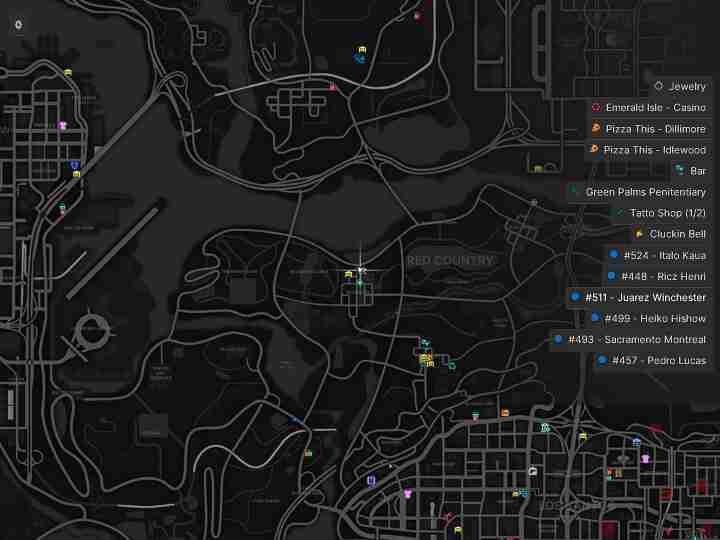 0
Jewelry
Emerald Isle - Casino
Pizza This - Dillimore
Pizza This - Idlewood
Bar
Green Palms Penitentiary
Tatto Shop (1/2)
Cluckin Bell
#524 - Italo Kaua
RED COUNTRY
#448 - Ricz Henri
#511 - Juarez Winchester
#499 - Heiko Hishow
#493 - Sacramento Montreal
#457 - Pedro Lucas